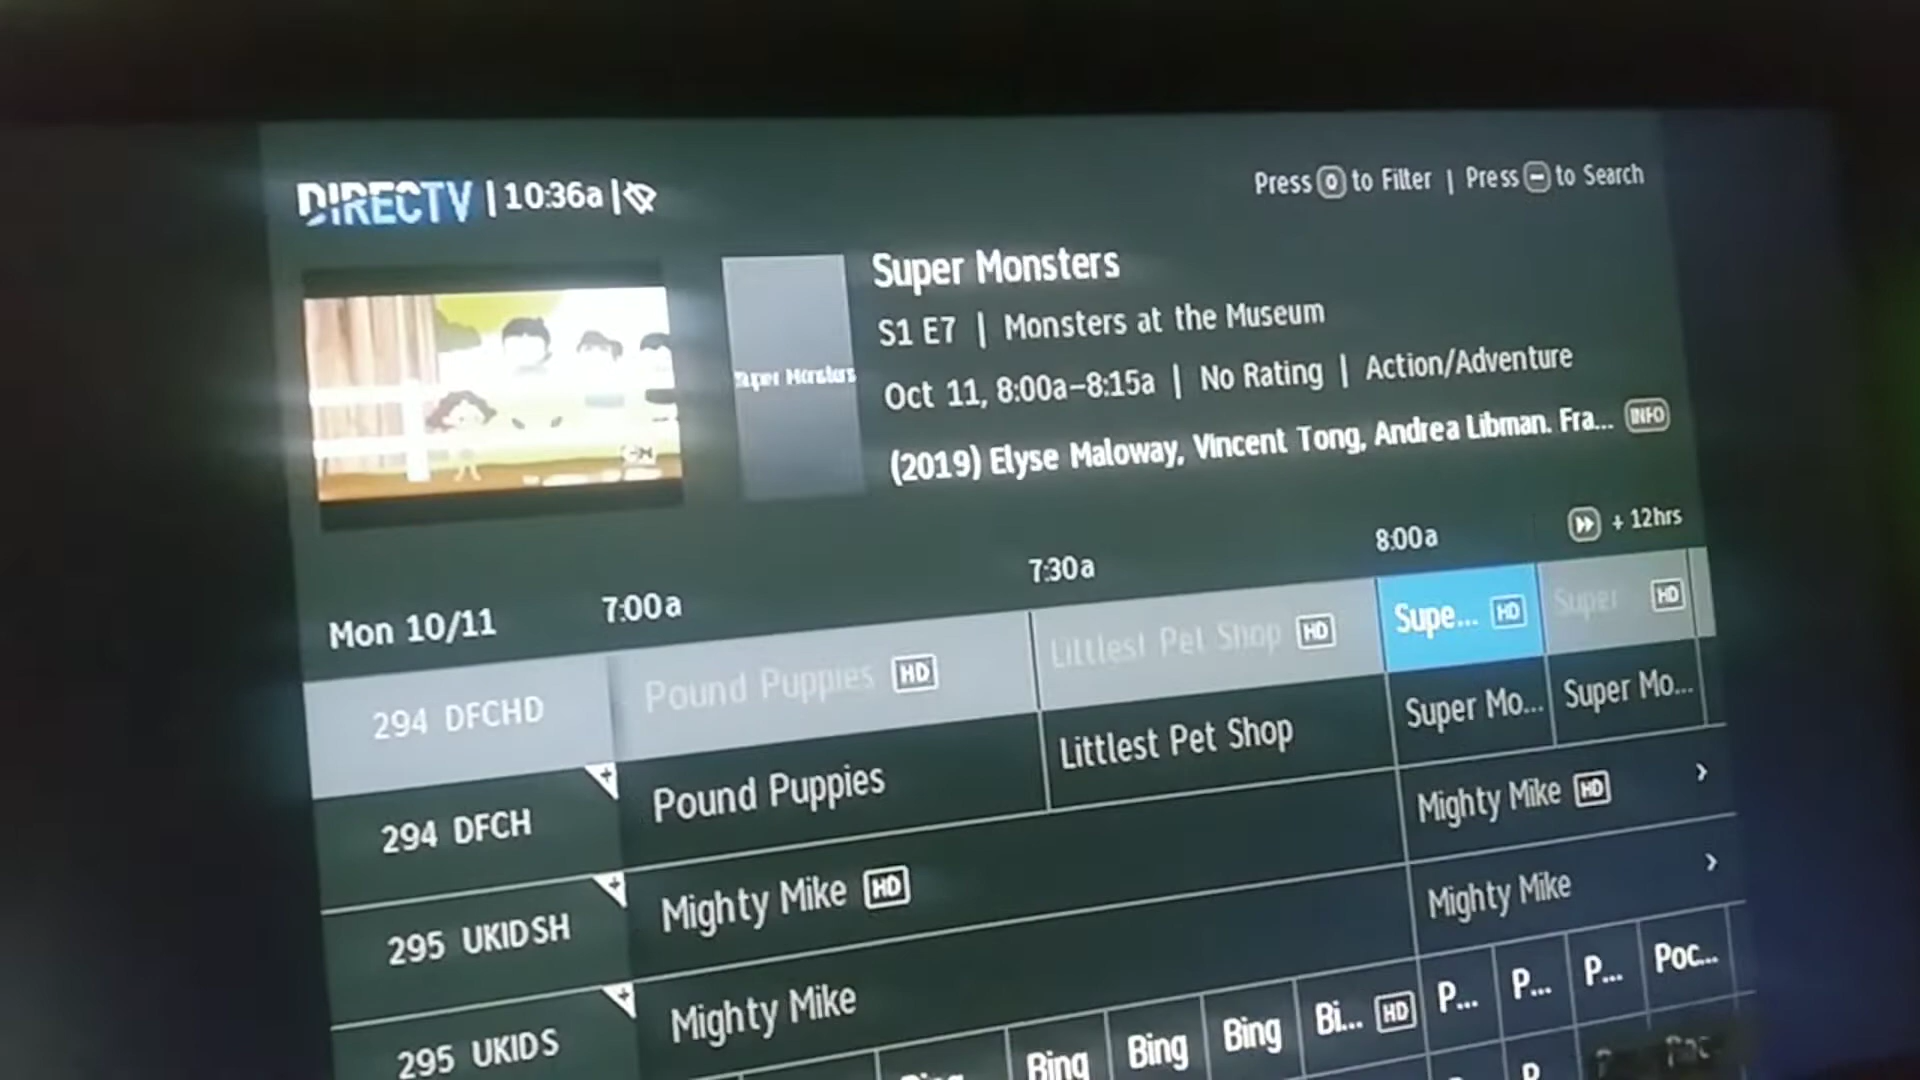 DIRECTV | 10:36a |
Press 0 to Filter | Press - to Search
Super Monsters
Super Monsters
S1 E7 | Monsters at the Museum
Oct 11, 8:00a-8:15a | No Rating | Action/Adventure
(2019) Elyse Maloway, Vincent Tong, Andrea Libman. Fra... INFO
CN
+ 12hrs
Mon 10/11 7:00a 7:30a 8:00a
294 DFCHD Pound Puppies HD Littlest Pet Shop HD Supe... HD Super HD
294 DFCH Pound Puppies Littlest Pet Shop Super Mo... Super Mo...
295 UKIDSH Mighty Mike HD Mighty Mike HD
295 UKIDS Mighty Mike Mighty Mike
Bing Bing Bing Bi... HD P... P... P... Poc...